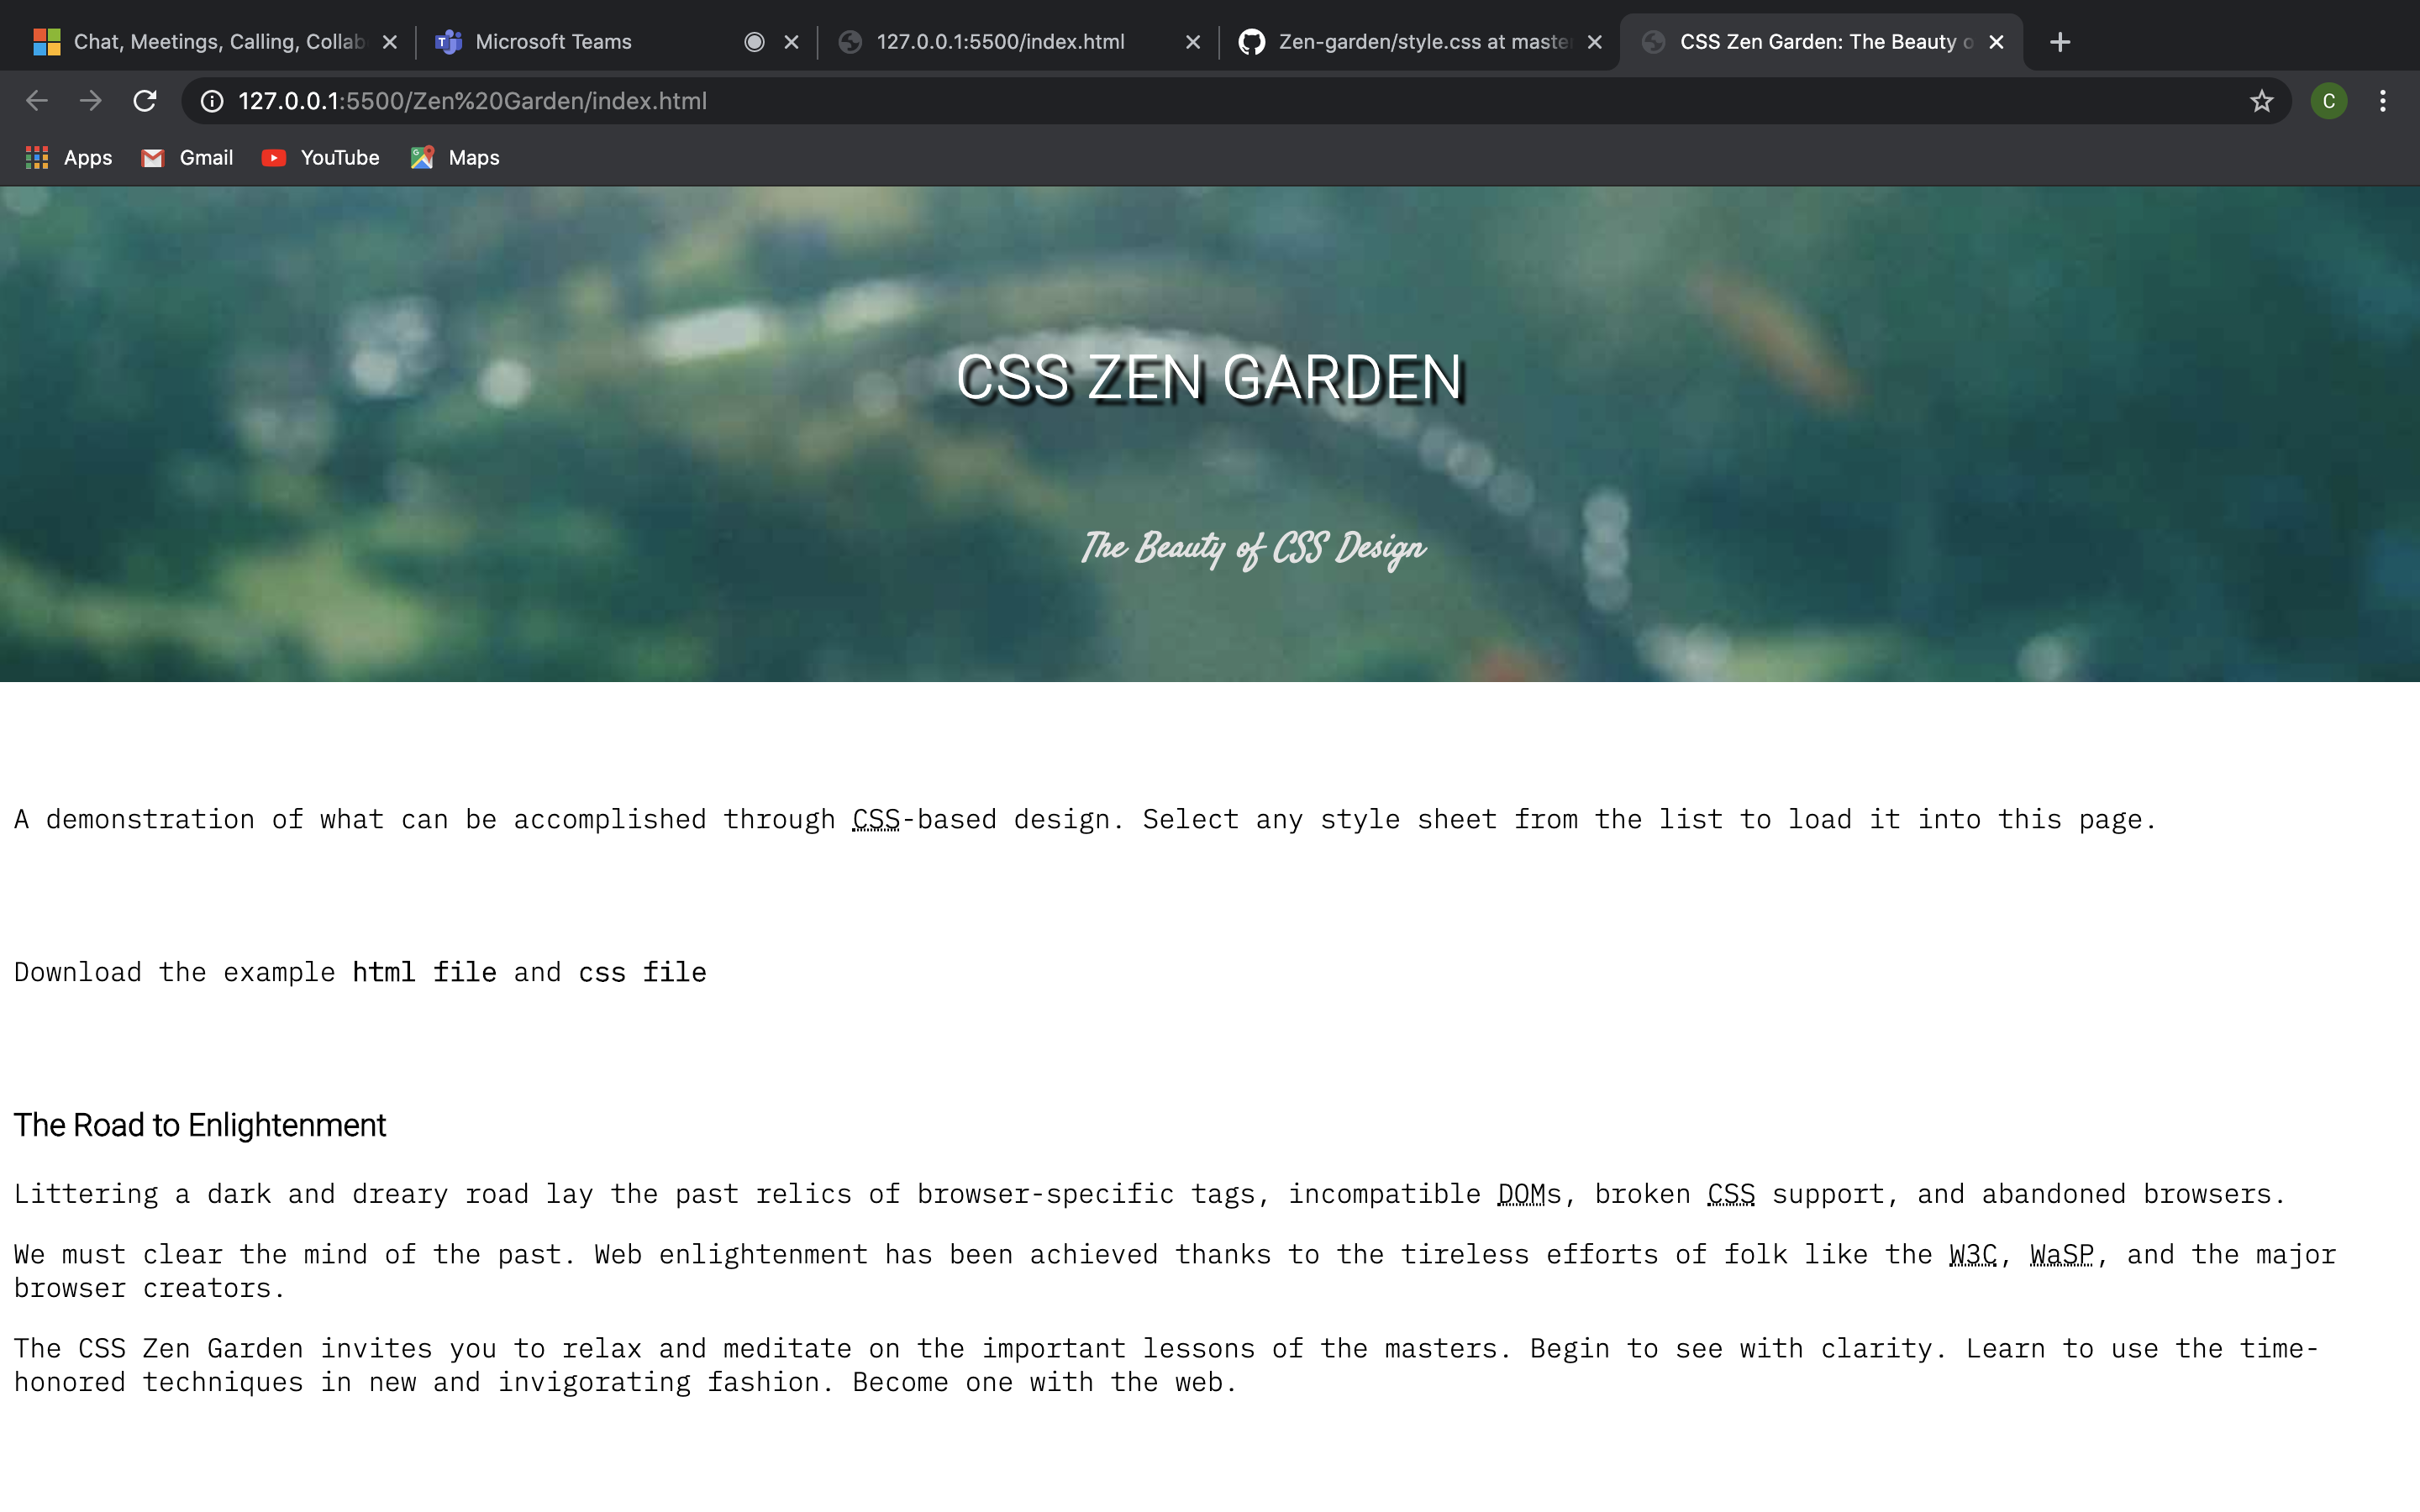 Chat, Meetings, Calling, Collab
Microsoft Teams
127.0.0.1:5500/index.html
Zen-garden/style.css at master
CSS Zen Garden: The Beauty o
127.0.0.1:5500/Zen%20Garden/index.html
C
Apps
Gmail
YouTube
Maps
CSS ZEN GARDEN
The Beauty of CSS Design
A demonstration of what can be accomplished through CSS-based design. Select any style sheet from the list to load it into this page.
Download the example html file and css file
The Road to Enlightenment
Littering a dark and dreary road lay the past relics of browser-specific tags, incompatible DOMs, broken CSS support, and abandoned browsers.
We must clear the mind of the past. Web enlightenment has been achieved thanks to the tireless efforts of folk like the W3C, WaSP, and the major
browser creators.
The CSS Zen Garden invites you to relax and meditate on the important lessons of the masters. Begin to see with clarity. Learn to use the time-
honored techniques in new and invigorating fashion. Become one with the web.